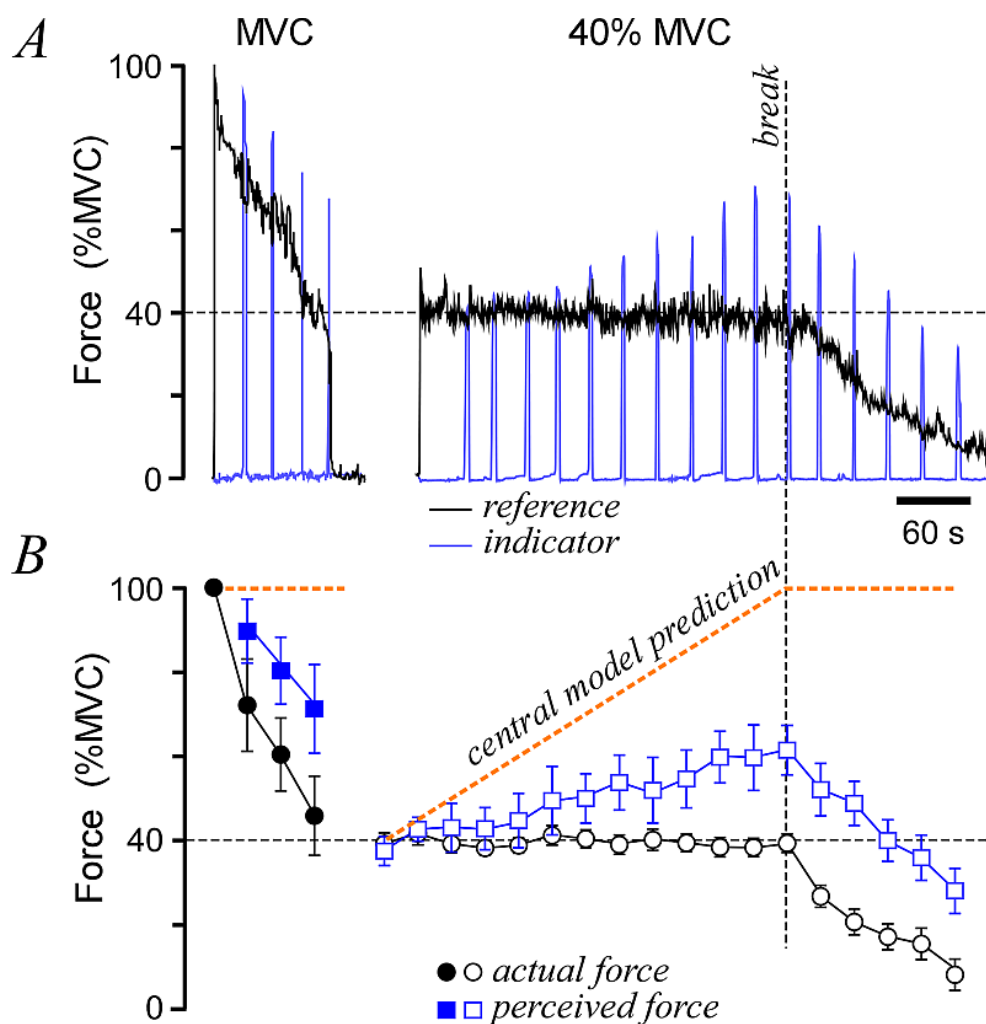 A
MVC
40% MVC
100
40
0
Force (%MVC)
break
reference
indicator
60 s
B
100
40
0
Force (%MVC)
central model prediction
actual force
perceived force